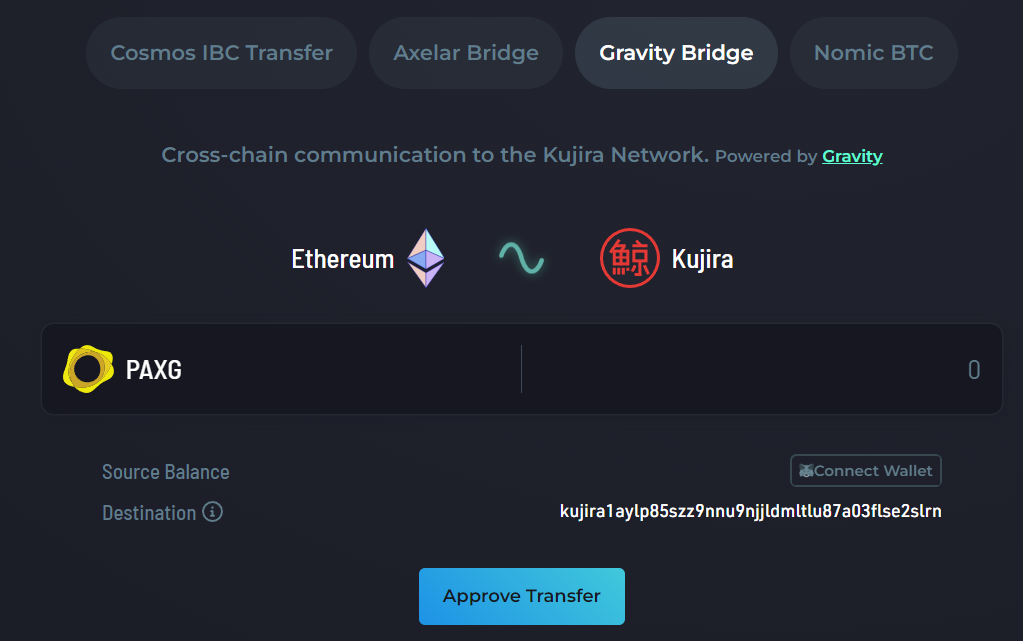 Cosmos IBC Transfer Axelar Bridge Gravity Bridge Nomic BTC
Cross-chain communication to the Kujira Network. Powered by Gravity
Ethereum 鯨 Kujira
PAXG 0
Source Balance Connect Wallet
Destination kujira1aylp85szz9nnu9njjldmltlu87a03flse2slrn
Approve Transfer